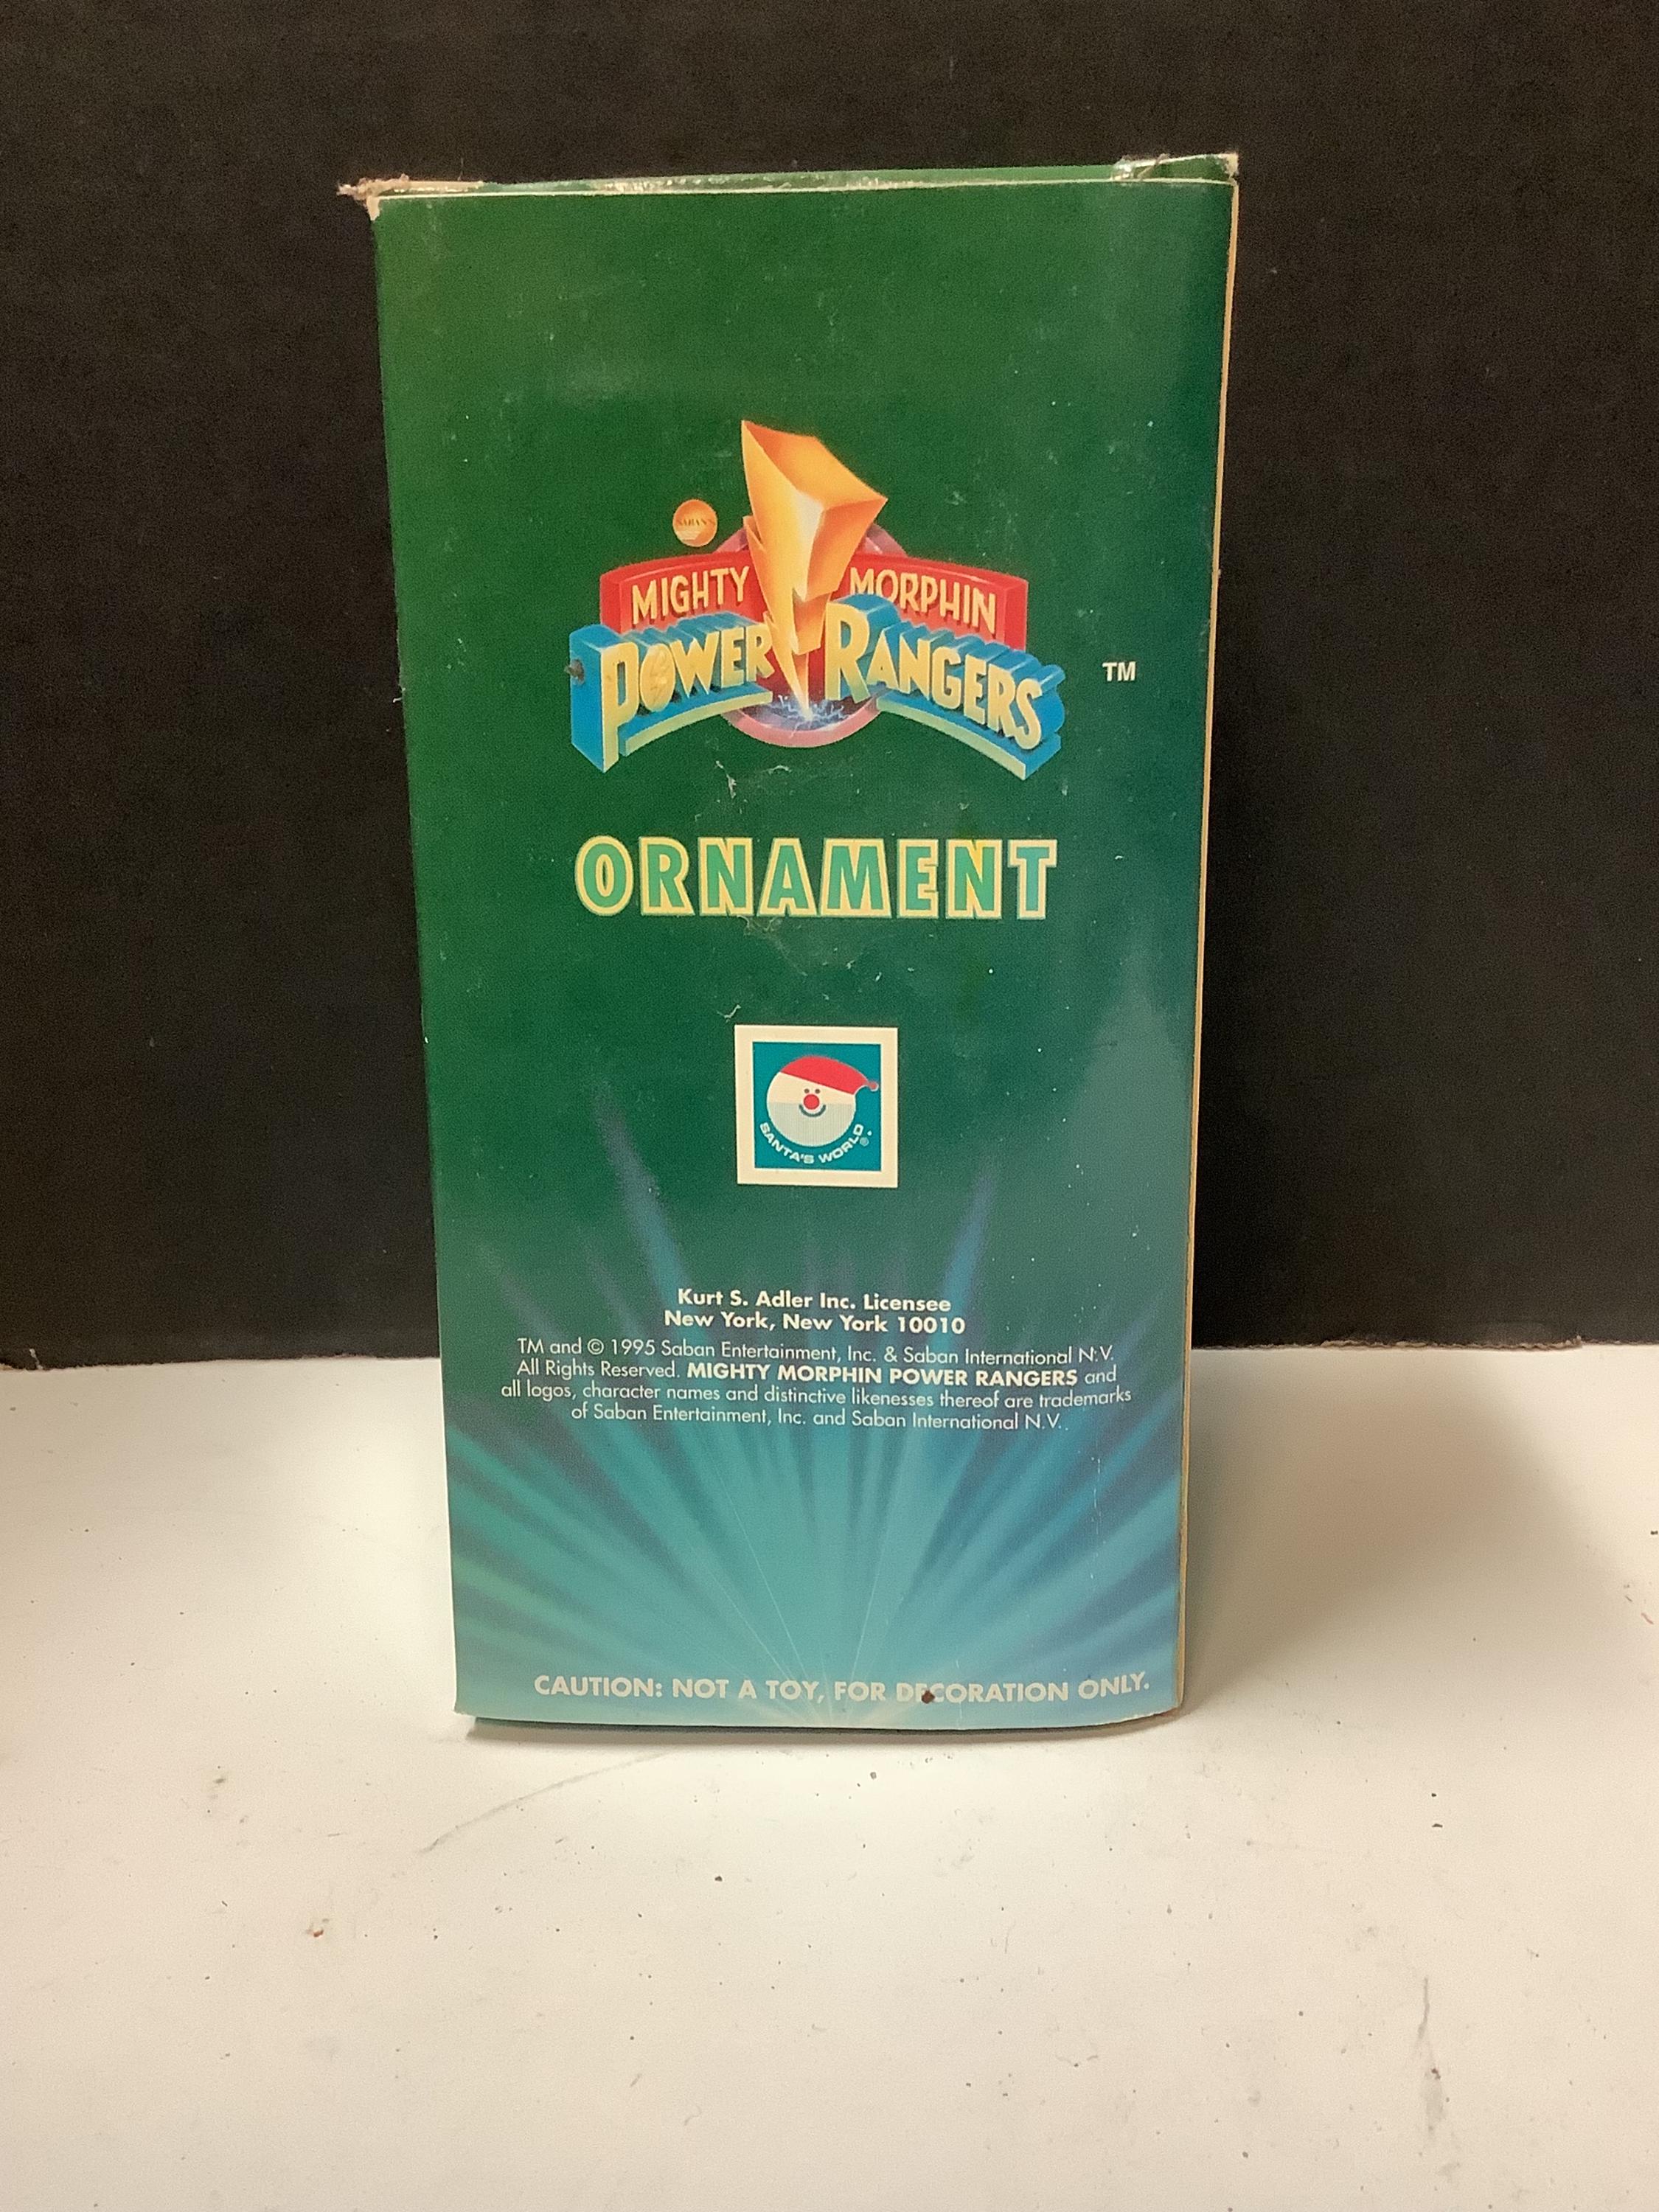 SABAN'S
MIGHTY MORPHIN
POWER RANGERS TM
ORNAMENT
SANTA'S WORLD®
Kurt S. Adler Inc. Licensee
New York, New York 10010
TM and © 1995 Saban Entertainment, Inc. & Saban International N.V.
All Rights Reserved. MIGHTY MORPHIN POWER RANGERS and
all logos, character names and distinctive likenesses thereof are trademarks
of Saban Entertainment, Inc. and Saban International N.V.
CAUTION: NOT A TOY, FOR DECORATION ONLY.